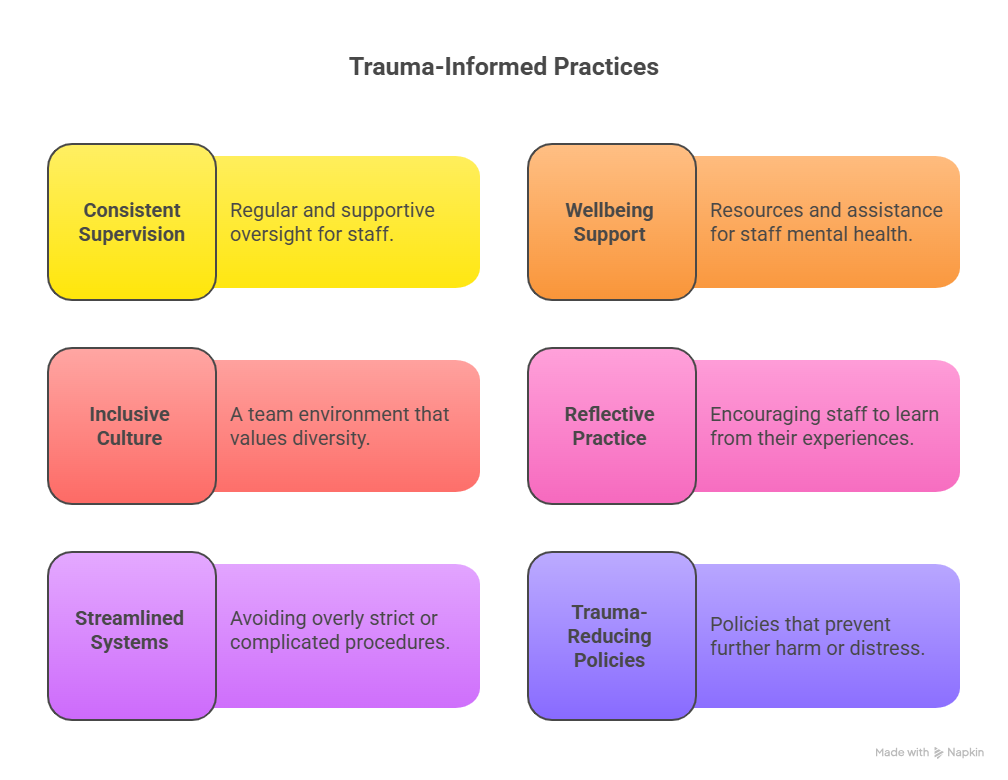 Trauma-Informed Practices
Consistent
Supervision
Regular and supportive
oversight for staff.
Wellbeing
Support
Resources and assistance
for staff mental health.
Inclusive
Culture
A team environment that
values diversity.
Reflective
Practice
Encouraging staff to learn
from their experiences.
Streamlined
Systems
Avoiding overly strict or
complicated procedures.
Trauma-
Reducing
Policies
Policies that prevent
further harm or distress.
Made with Napkin